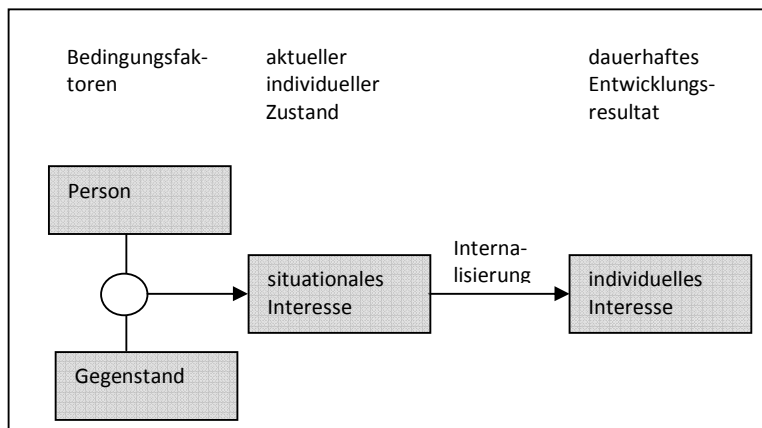 Bedingungsfak-
toren
aktueller
individueller
Zustand
dauerhaftes
Entwicklungs-
resultat
Person
Interna-
lisierung
situationales
Interesse
individuelles
Interesse
Gegenstand